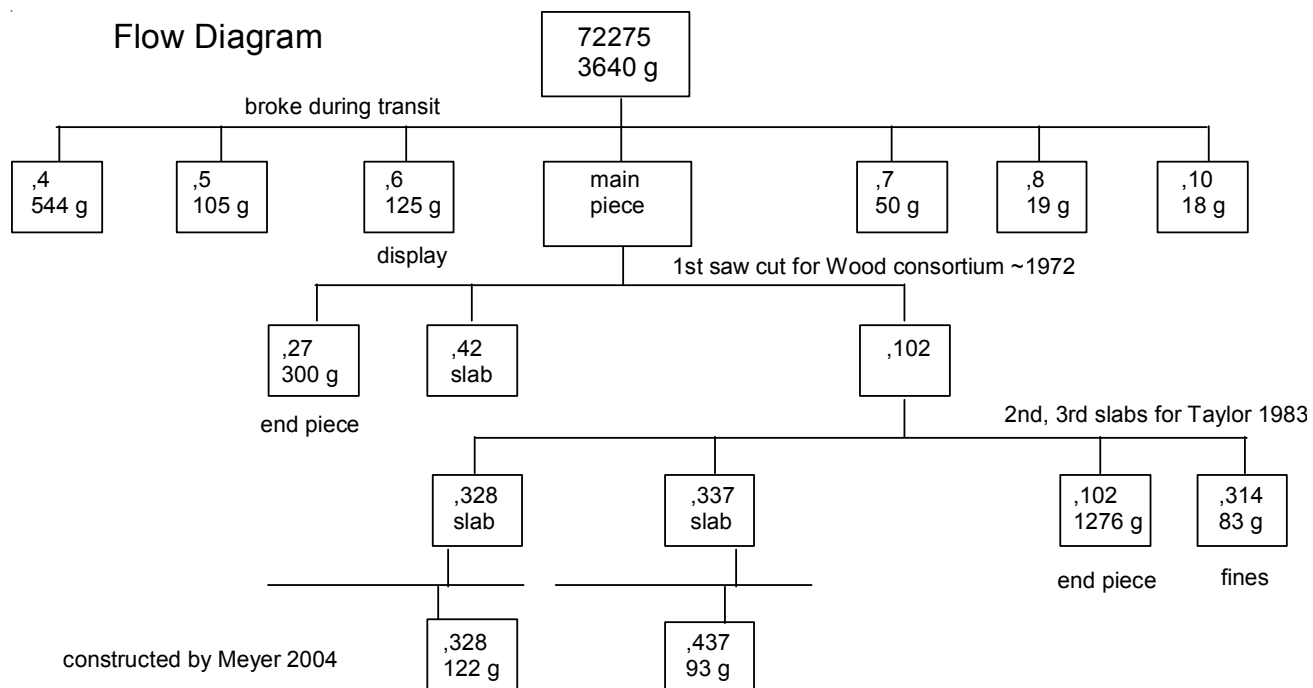 Flow Diagram
72275
3640 g
broke during transit
,4
544 g
,5
105 g
,6
125 g
display
main
piece
,7
50 g
,8
19 g
,10
18 g
1st saw cut for Wood consortium ~1972
,27
300 g
end piece
,42
slab
,102
2nd, 3rd slabs for Taylor 1983
,328
slab
,337
slab
,102
1276 g
end piece
,314
83 g
fines
,328
122 g
,437
93 g
constructed by Meyer 2004